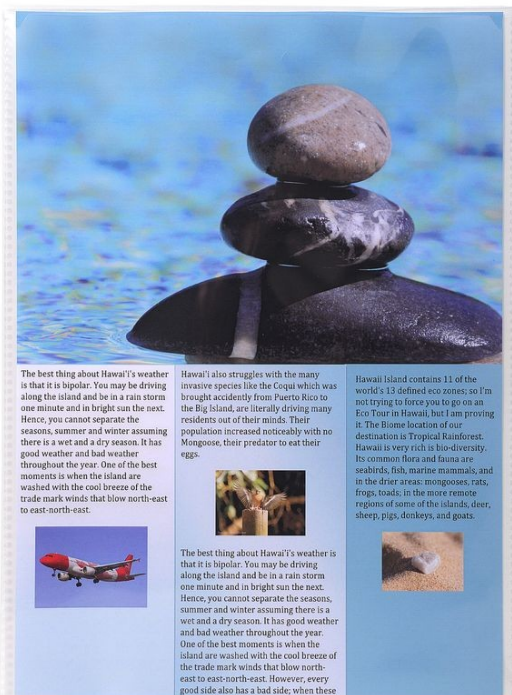 The best thing about Hawai'i's weather
is that it is bipolar. You may be driving
along the island and be in a rain storm
one minute and in bright sun the next.
Hence, you cannot separate the
seasons, summer and winter assuming
there is a wet and a dry season. It has
good weather and bad weather
throughout the year. One of the best
moments is when the island are
washed with the cool breeze of the
trade mark winds that blow north-east
to east-north-east.
Hawai'i also struggles with the many
invasive species like the Coqui which was
brought accidently from Puerto Rico to
the Big Island, are literally driving many
residents out of their minds. Their
population increased noticeably with no
Mongoose, their predator to eat their
eggs.
The best thing about Hawai'i's weather is
that it is bipolar. You may be driving
along the island and be in a rain storm
one minute and in bright sun the next.
Hence, you cannot separate the seasons,
summer and winter assuming there is a
wet and a dry season. It has good weather
and bad weather throughout the year.
One of the best moments is when the
island are washed with the cool breeze of
the trade mark winds that blow north-
east to east-north-east. However, every
good side also has a bad side; when these
Hawaii Island contains 11 of the
world's 13 defined eco zones; so I'm
not trying to force you to go on an
Eco Tour in Hawaii, but I am proving
it. The Biome location of our
destination is Tropical Rainforest.
Hawaii is very rich is bio-diversity.
Its common flora and fauna are
seabirds, fish, marine mammals, and
in the drier areas: mongooses, rats,
frogs, toads; in the more remote
regions of some of the islands, deer,
sheep, pigs, donkeys, and goats.